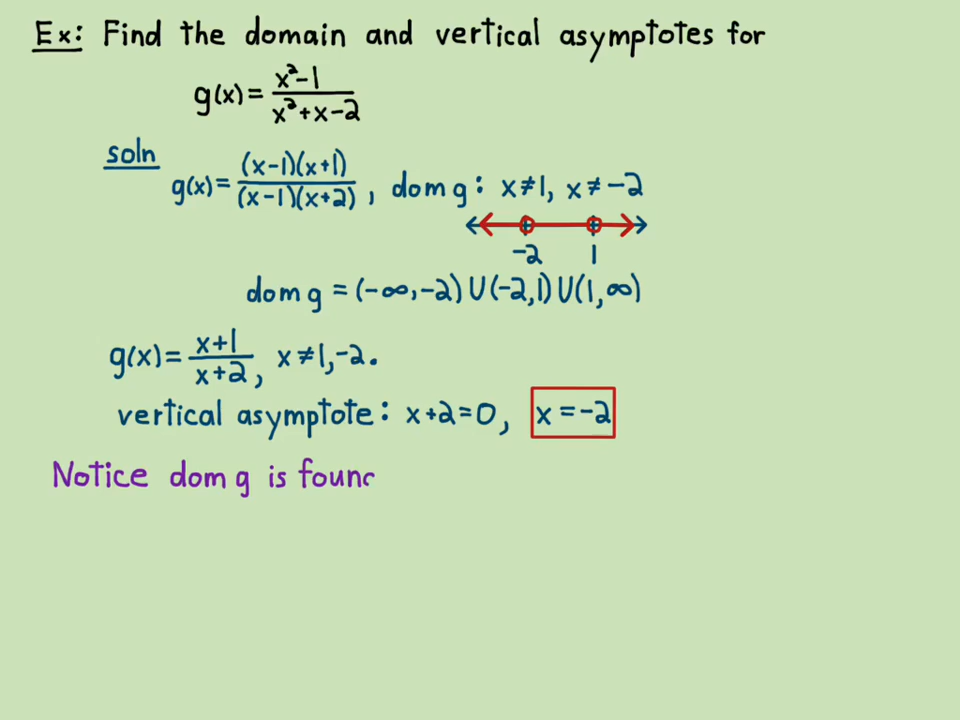 Ex: Find the domain and vertical asymptotes for
g(x) = (x²-1)/(x²+x-2)
soln
g(x) = ((x-1)(x+1))/((x-1)(x+2)), dom g: x≠1, x≠-2
-2 1
dom g = (-∞,-2)∪(-2,1)∪(1,∞)
g(x) = (x+1)/(x+2), x≠1,-2.
vertical asymptote: x+2=0, x=-2
Notice dom g is